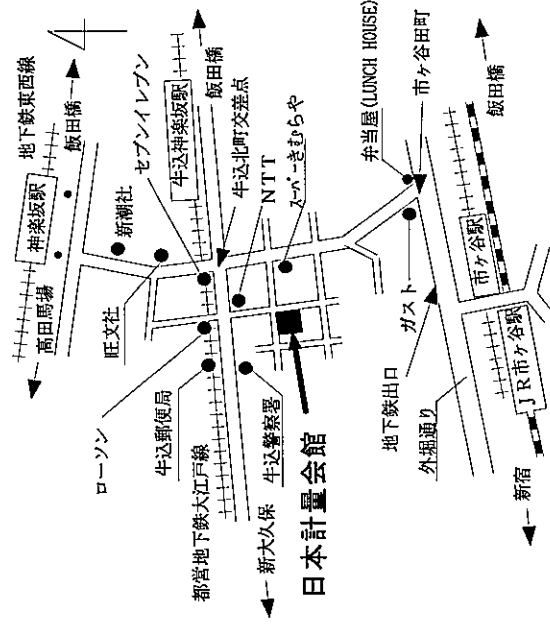 地下鉄東西線
飯田橋
神楽坂駅
高田馬場
新潮社
旺文社
セブンイレブン
牛込神楽坂駅
飯田橋
牛込北町交差点
NTT
スーパーきむらや
ローソン
牛込郵便局
都営地下鉄大江戸線
新大久保
牛込警察署
日本計量会館
弁当屋(LUNCH HOUSE)
市ヶ谷田町
飯田橋
ガスト
市ヶ谷駅
地下鉄出口
外堀通り
JR市ヶ谷駅
新宿